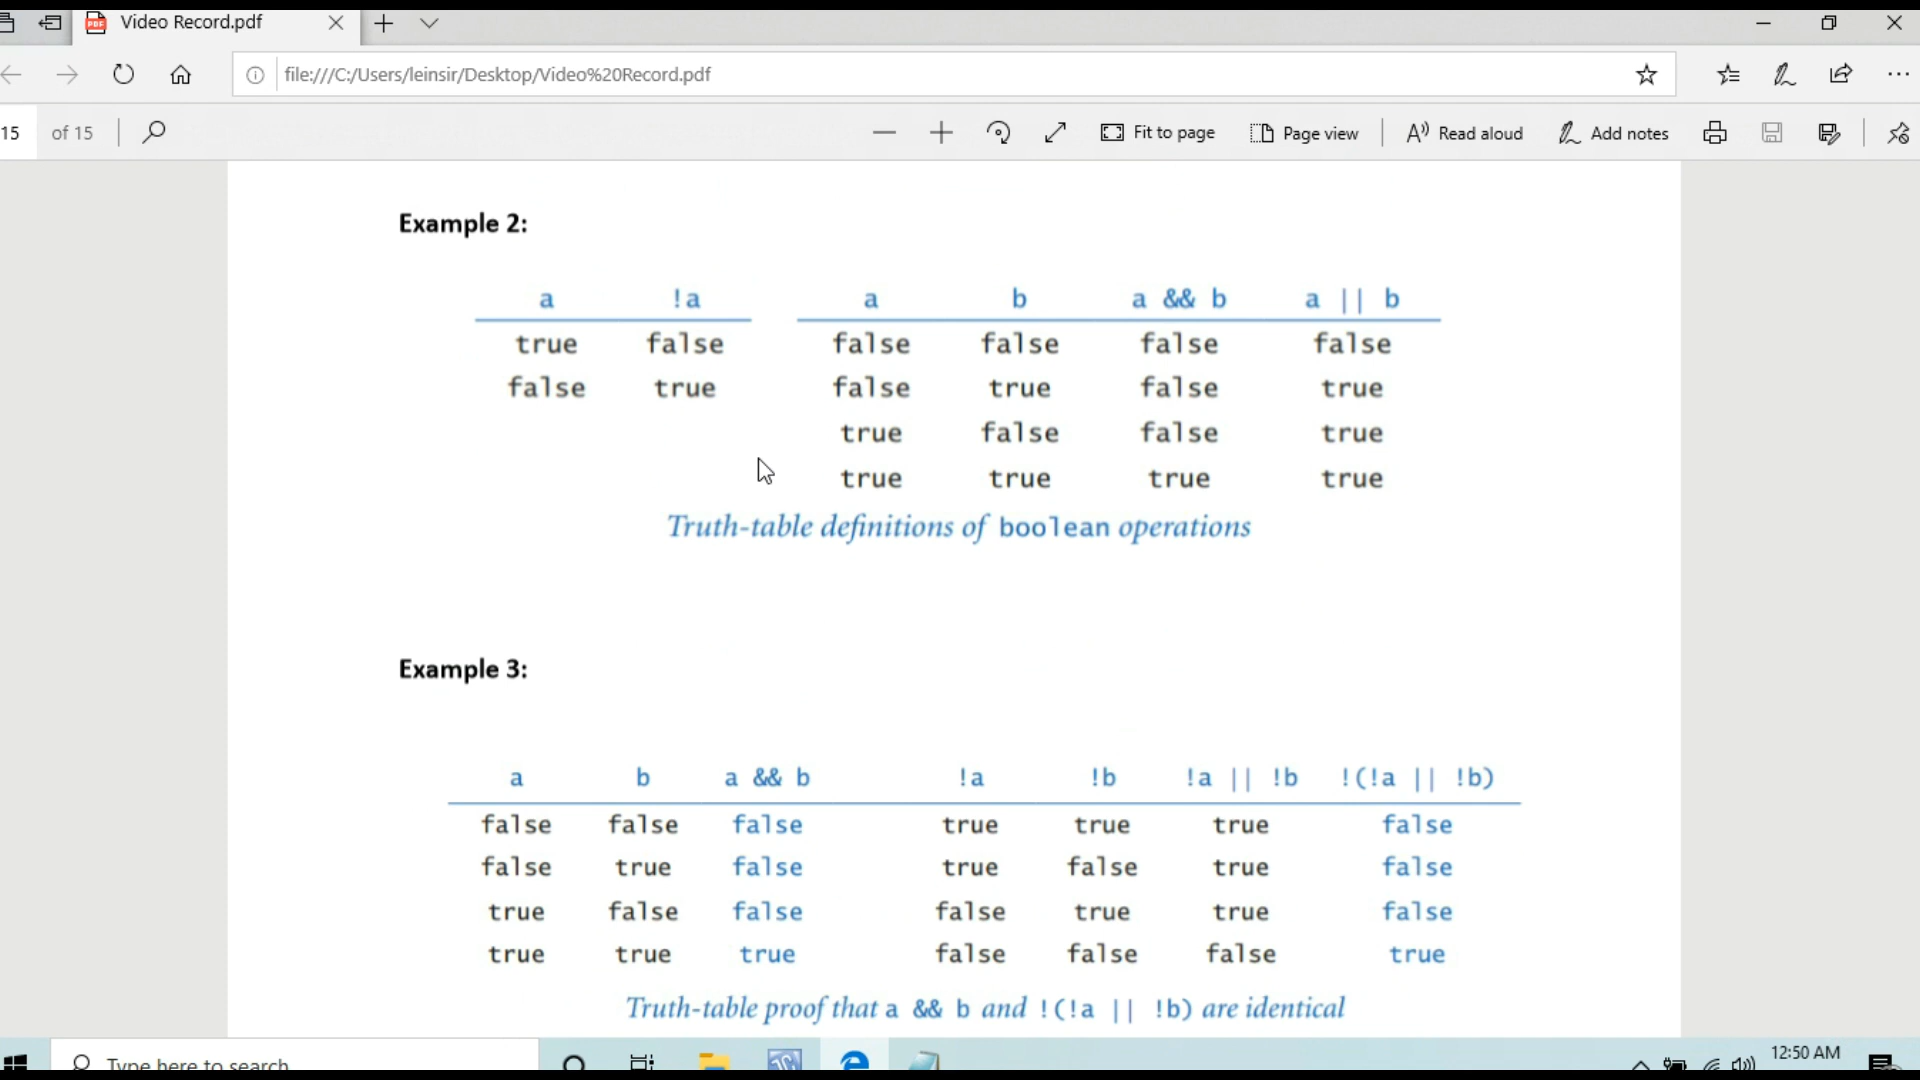 Video Record.pdf
file:///C:/Users/leinsir/Desktop/Video%20Record.pdf
15 of 15 Fit to page Page view Read aloud Add notes
Example 2:
a !a a b a && b a || b
true false false false false false
false true false true false true
true false false true
true true true true
Truth-table definitions of boolean operations
Example 3:
a b a && b !a !b !a || !b !(!a || !b)
false false false true true true false
false true false true false true false
true false false false true true false
true true true false false false true
Truth-table proof that a && b and !(!a || !b) are identical
Type here to search 12:50 AM